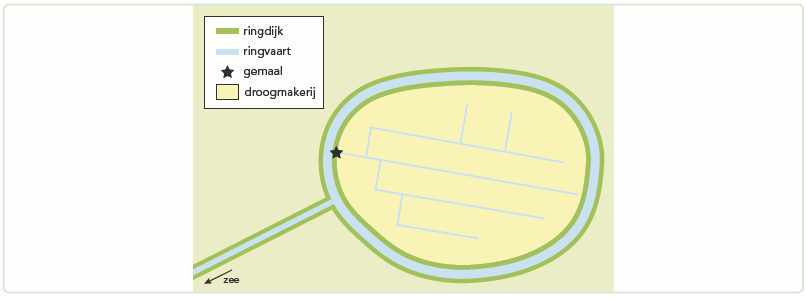 ringdijk
ringvaart
gemaal
droogmakerij
zee